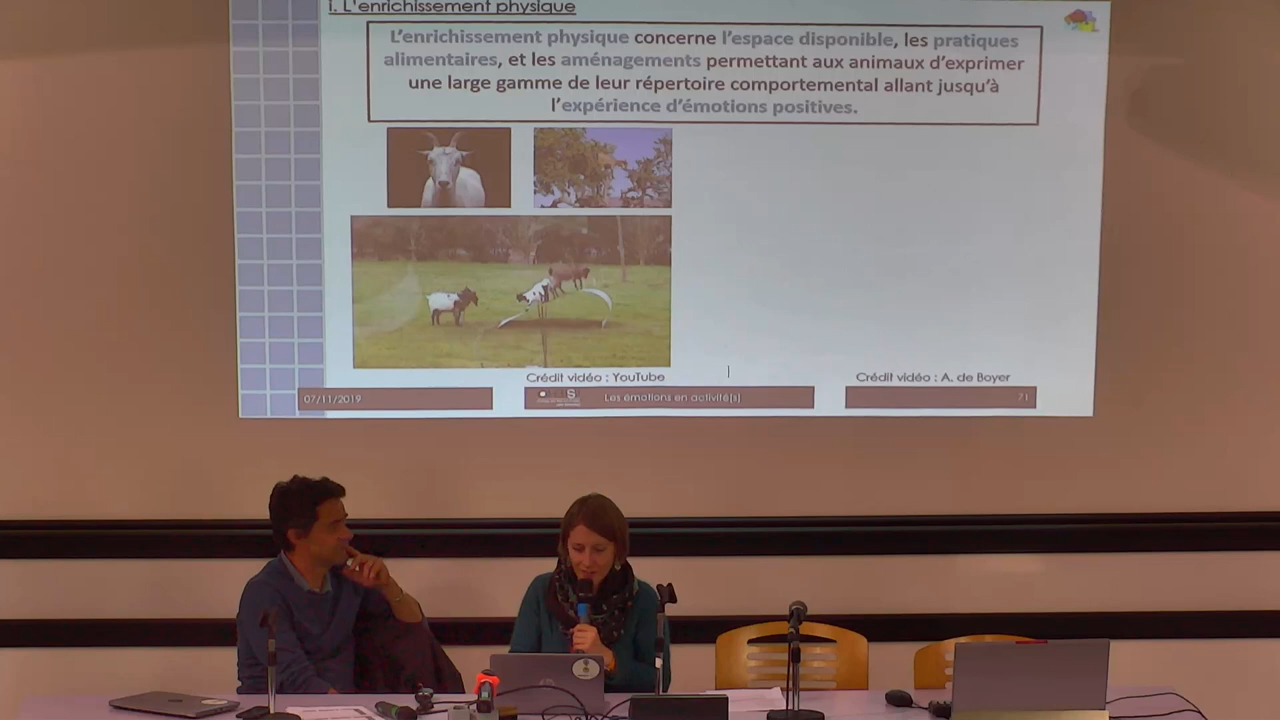 i. L'enrichissement physique
L'enrichissement physique concerne l'espace disponible, les pratiques
alimentaires, et les aménagements permettant aux animaux d'exprimer
une large gamme de leur répertoire comportemental allant jusqu'à
l'expérience d'émotions positives.
Crédit vidéo : YouTube
Crédit vidéo : A. de Boyer
07/11/2019
Les émotions en activité(s)
71